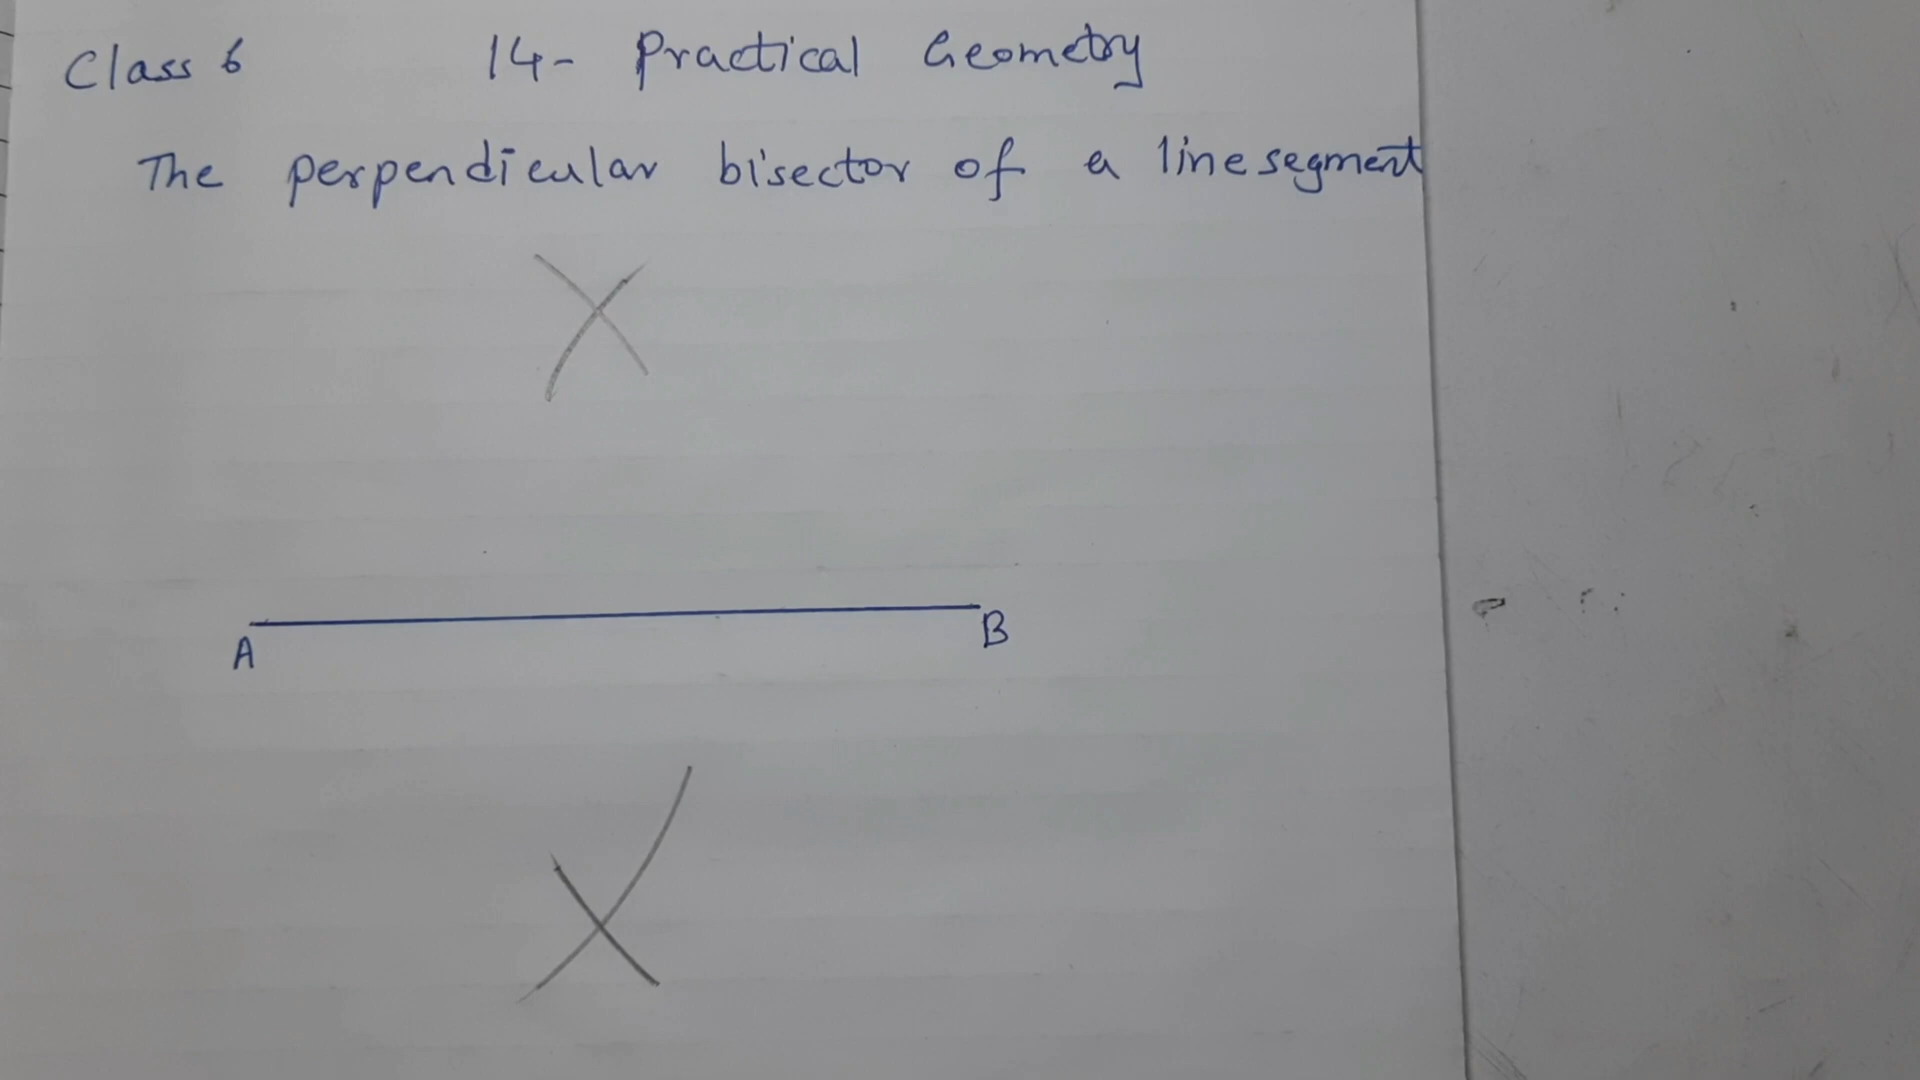 Class 6 14- Practical Geometry
The perpendicular bisector of a line segment
A B